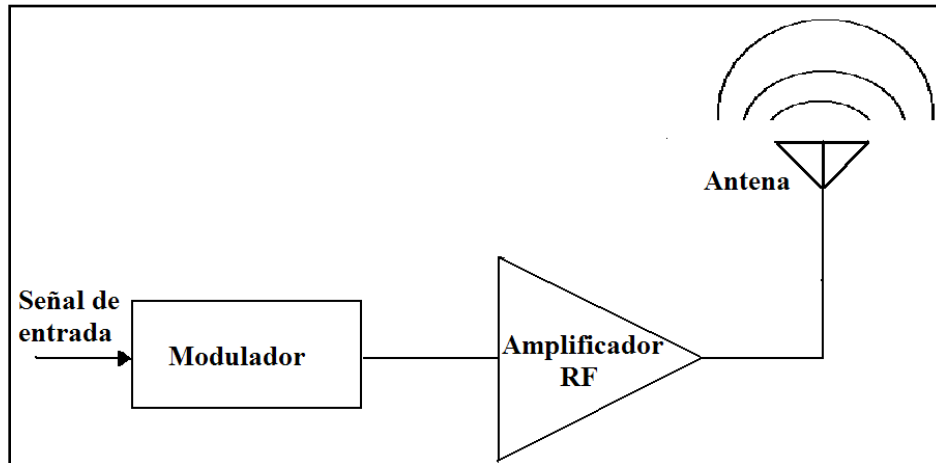 Antena
Señal de
entrada
Modulador
Amplificador
RF